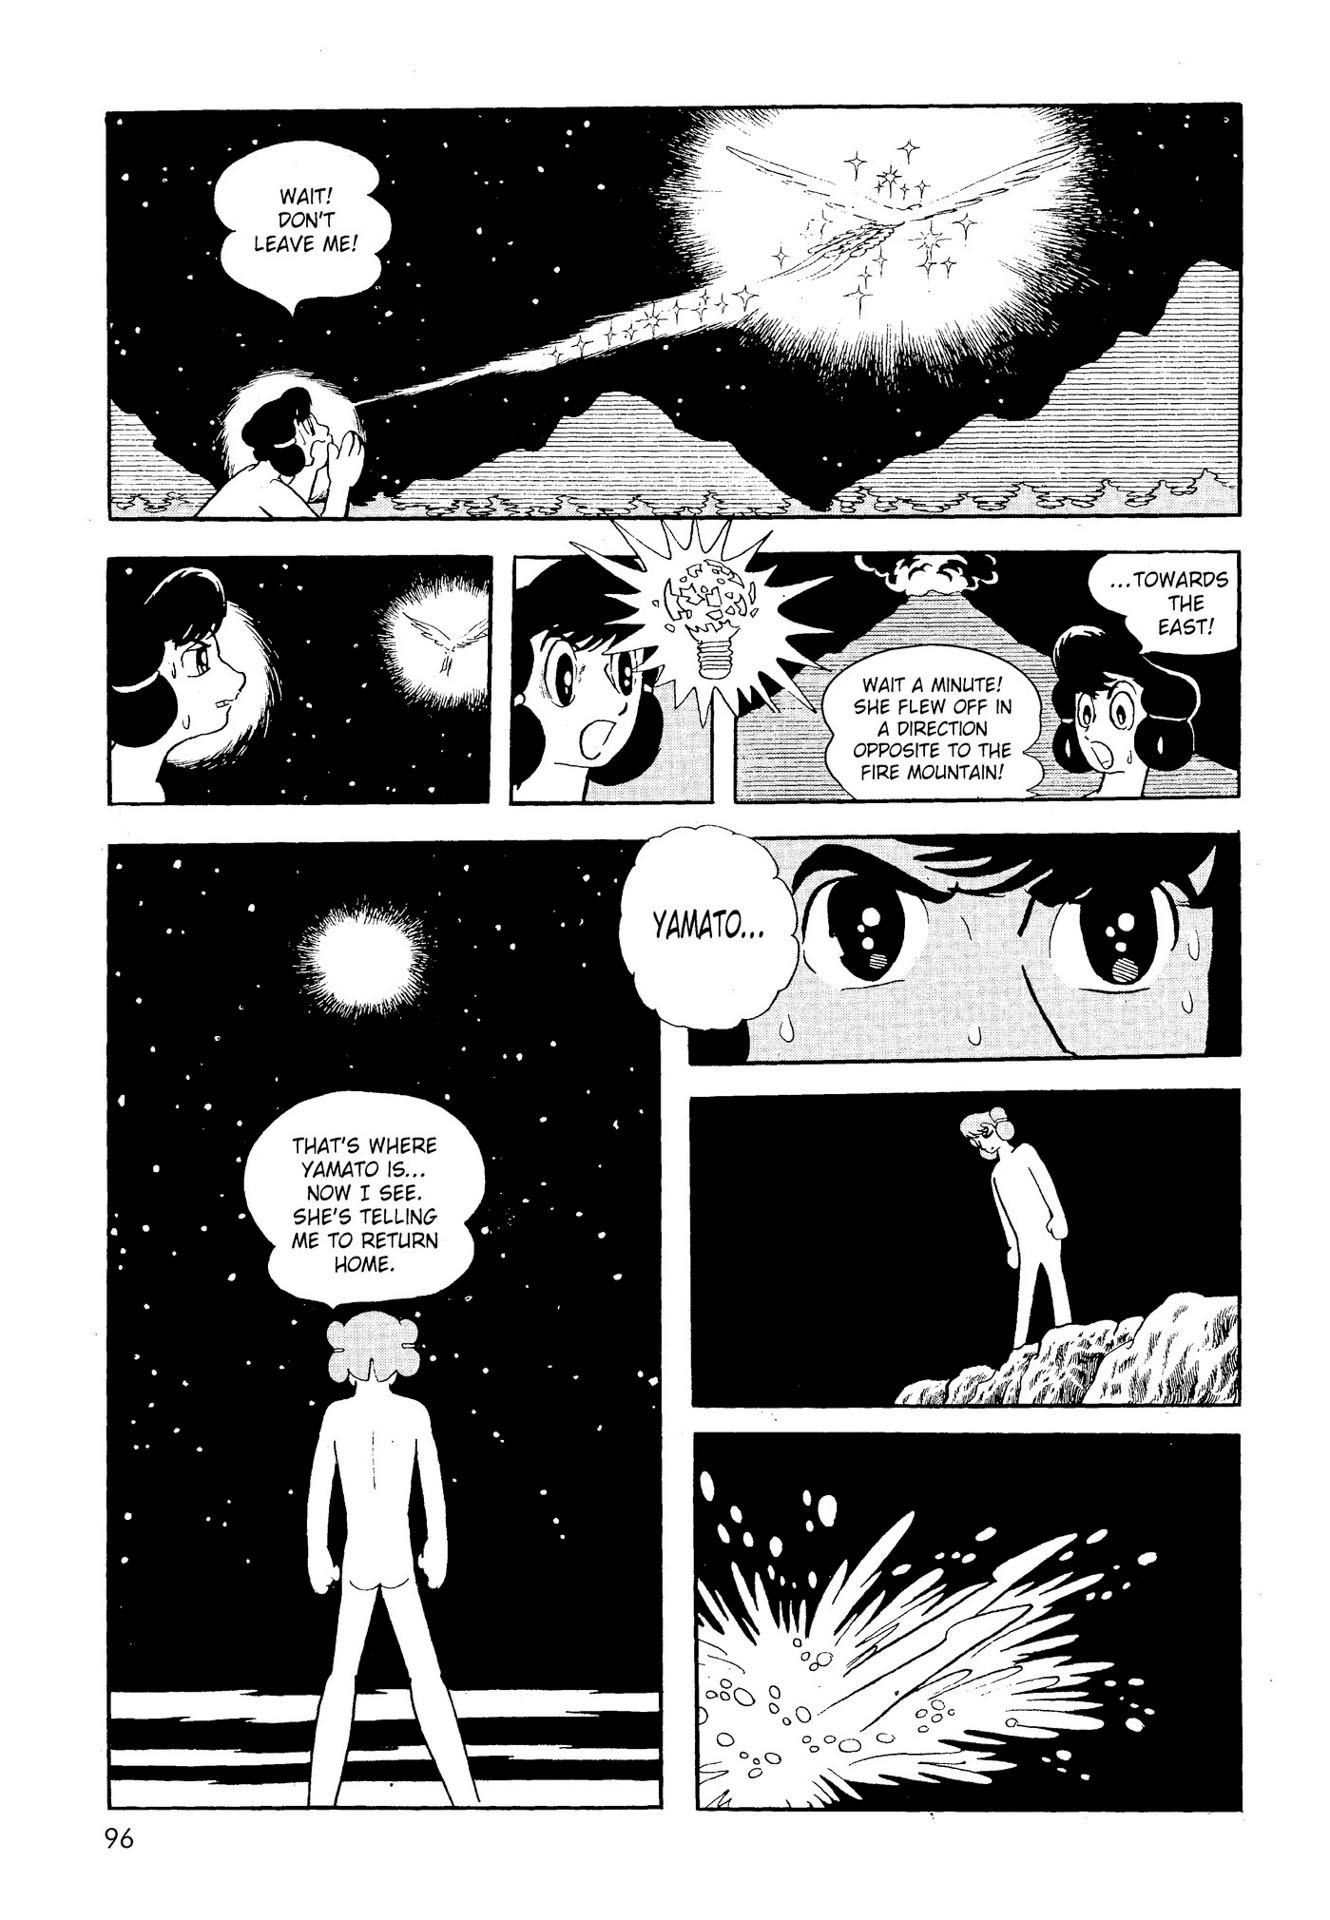 WAIT!
DON'T
LEAVE ME!
WAIT A MINUTE!
SHE FLEW OFF IN
A DIRECTION
OPPOSITE TO THE
FIRE MOUNTAIN!
...TOWARDS
THE
EAST!
YAMATO...
THAT'S WHERE
YAMATO IS...
NOW I SEE.
SHE'S TELLING
ME TO RETURN
HOME.
96